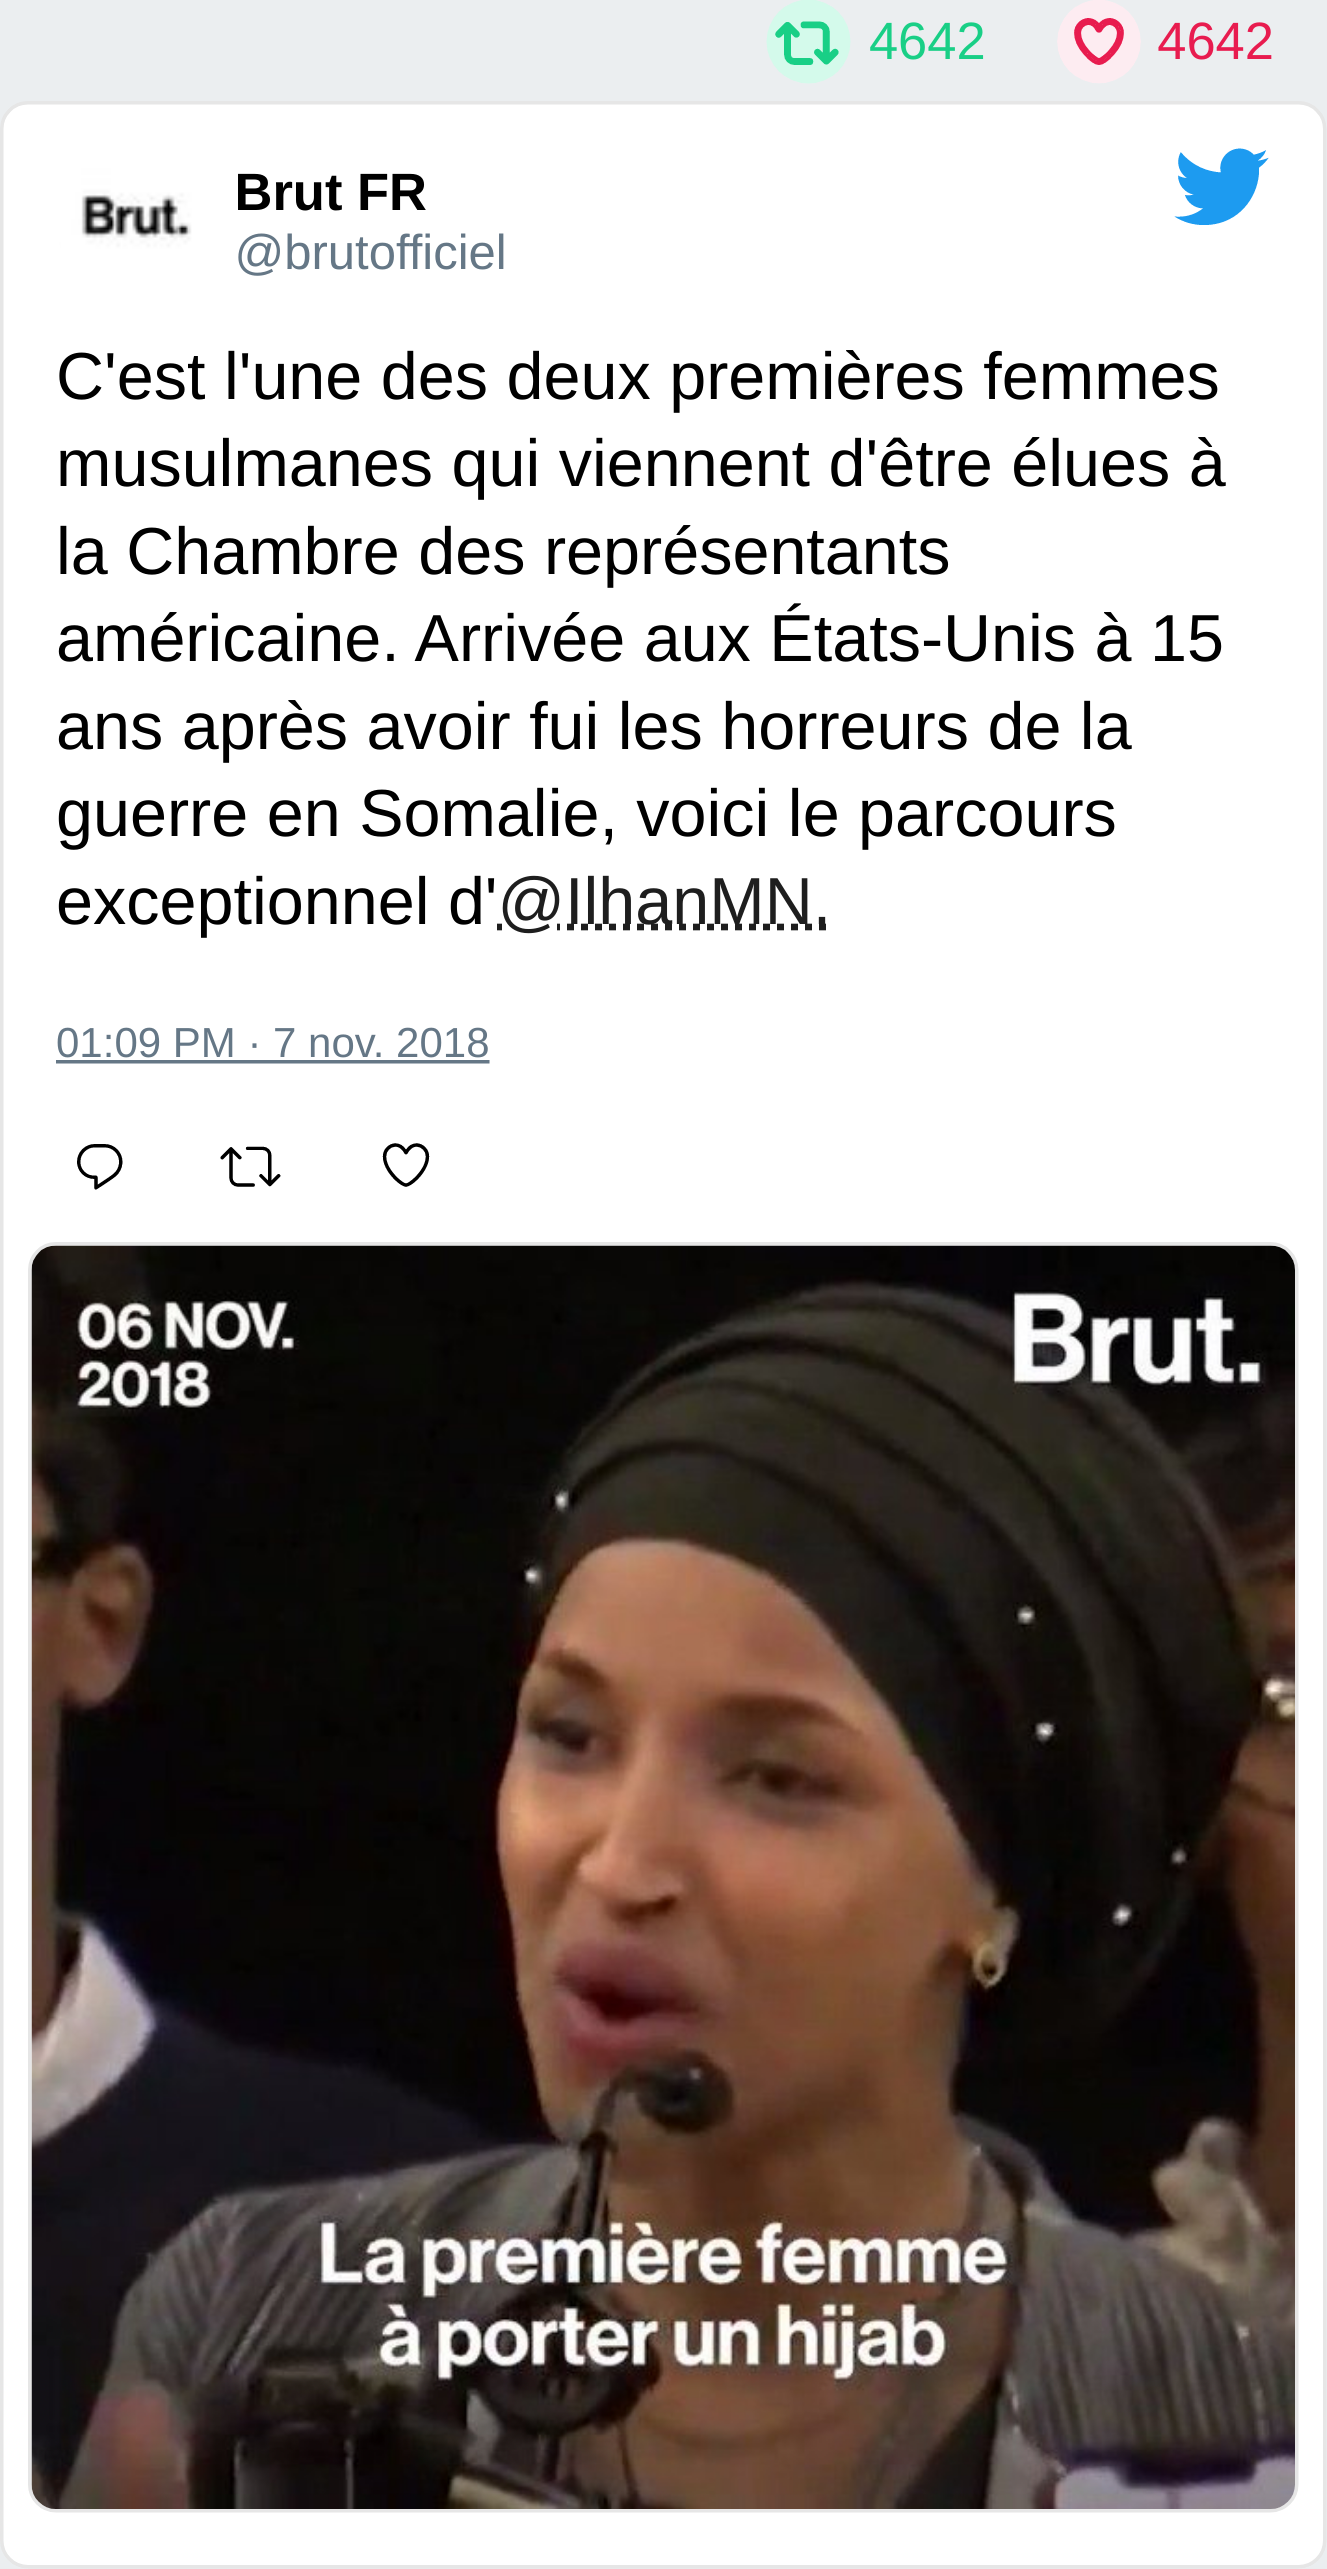 4642 4642
Brut.
Brut FR
@brutofficiel
C'est l'une des deux premières femmes
musulmanes qui viennent d'être élues à
la Chambre des représentants
américaine. Arrivée aux États-Unis à 15
ans après avoir fui les horreurs de la
guerre en Somalie, voici le parcours
exceptionnel d'@IlhanMN.
01:09 PM · 7 nov. 2018
06 NOV.
2018
Brut.
La première femme
à porter un hijab